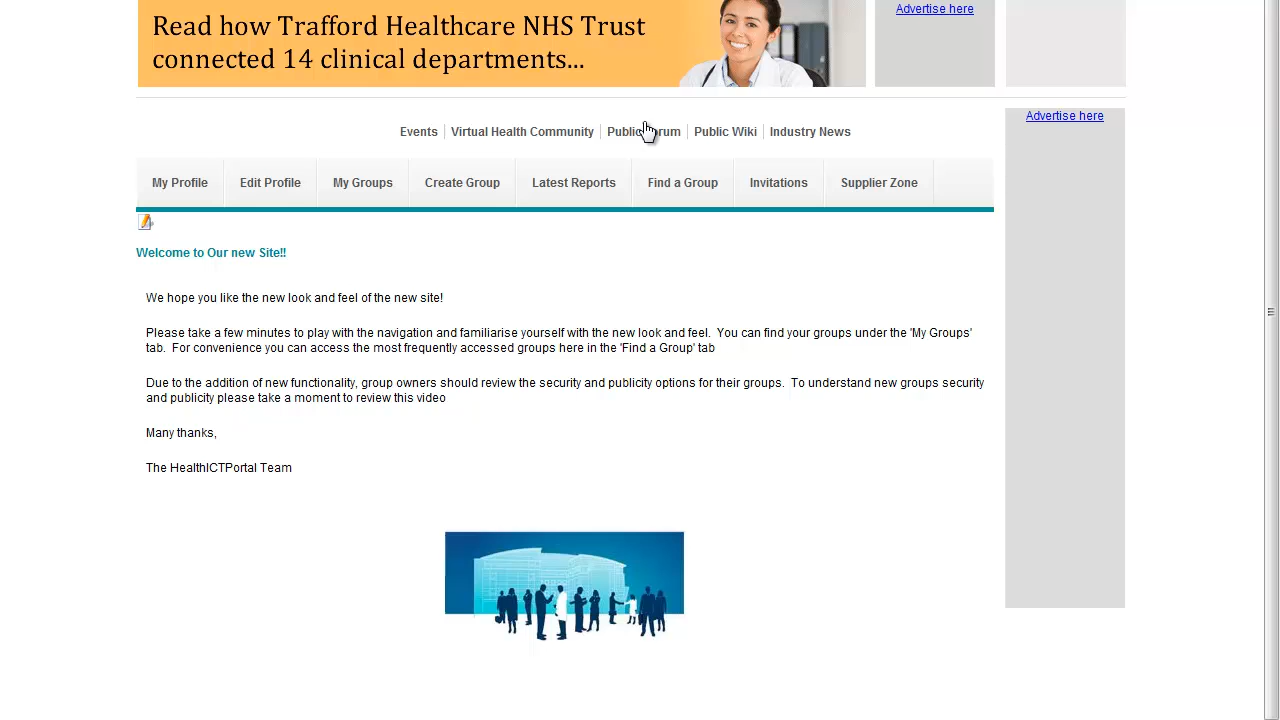 Read how Trafford Healthcare NHS Trust
connected 14 clinical departments...
Advertise here
Advertise here
Events Virtual Health Community Public Forum Public Wiki Industry News
My Profile Edit Profile My Groups Create Group Latest Reports Find a Group Invitations Supplier Zone
Welcome to Our new Site!!
We hope you like the new look and feel of the new site!
Please take a few minutes to play with the navigation and familiarise yourself with the new look and feel. You can find your groups under the 'My Groups'
tab. For convenience you can access the most frequently accessed groups here in the 'Find a Group' tab
Due to the addition of new functionality, group owners should review the security and publicity options for their groups. To understand new groups security
and publicity please take a moment to review this video
Many thanks,
The HealthICTPortal Team